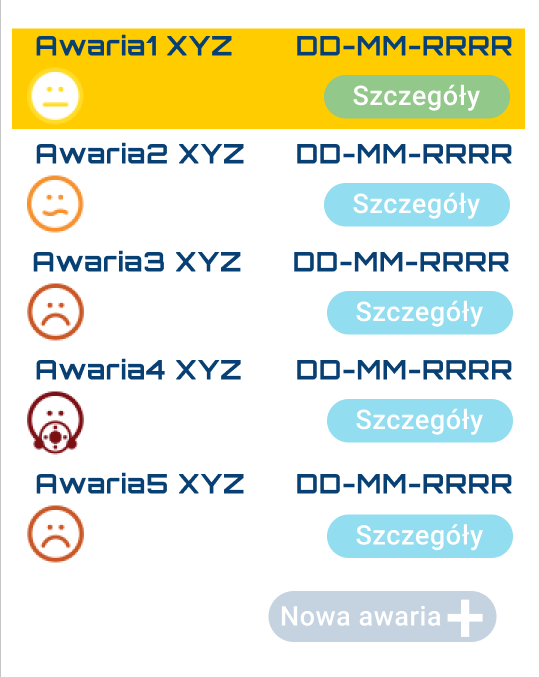 Awaria1 XYZ DD-MM-RRRR
Szczegóły
Awaria2 XYZ DD-MM-RRRR
Szczegóły
Awaria3 XYZ DD-MM-RRRR
Szczegóły
Awaria4 XYZ DD-MM-RRRR
Szczegóły
Awaria5 XYZ DD-MM-RRRR
Szczegóły
Nowa awaria +